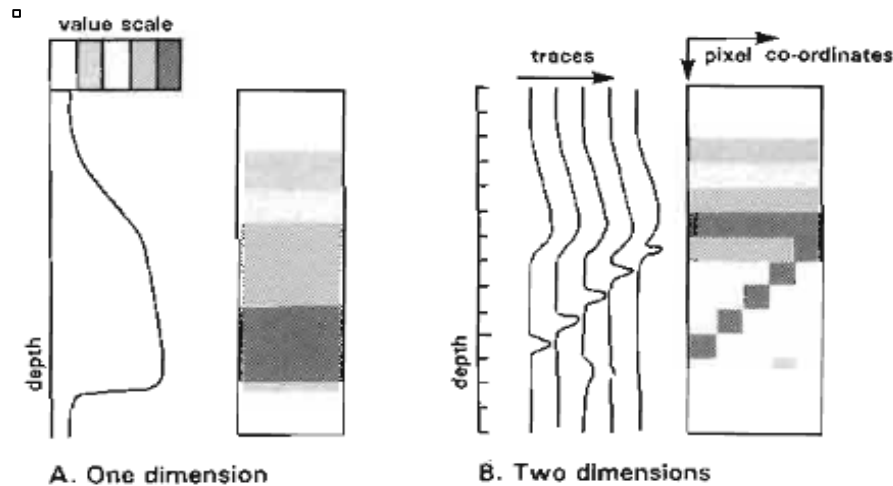 value scale
depth
A. One dimension
traces
pixel co-ordinates
depth
B. Two dimensions